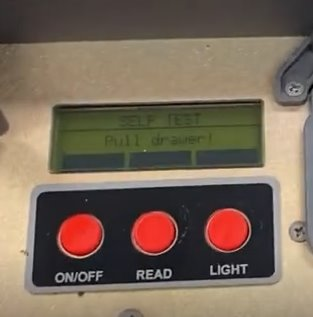 SELF TEST
Pull drawer!
ON/OFF READ LIGHT